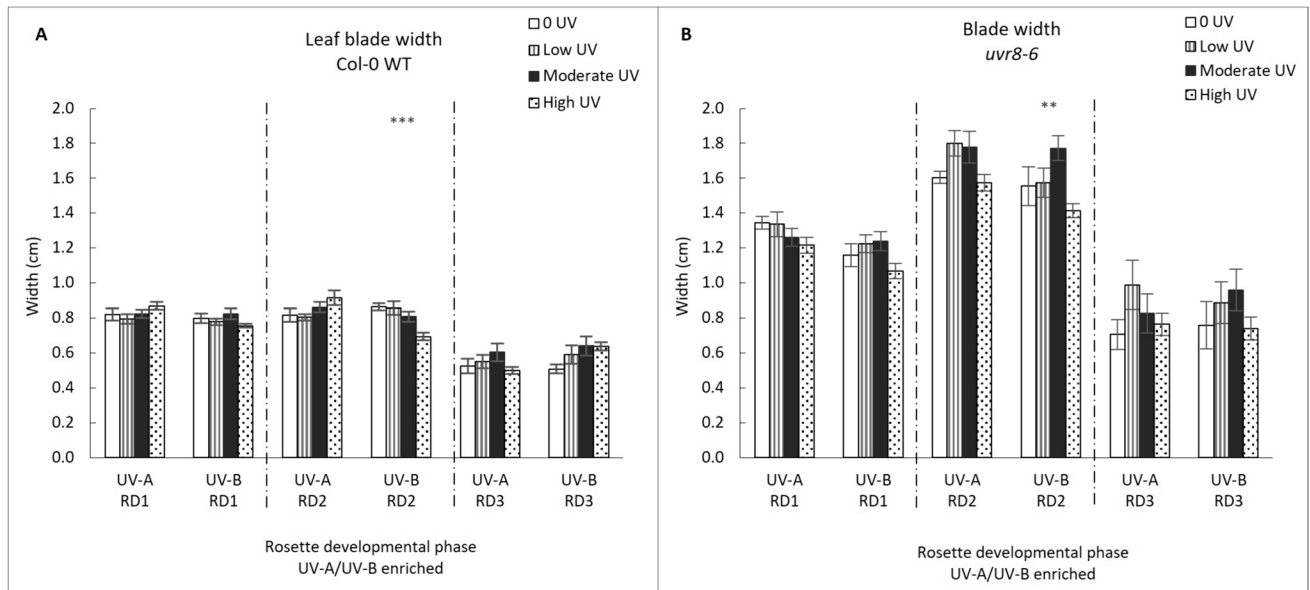 A
Leaf blade width
Col-0 WT
0 UV
Low UV
Moderate UV
High UV
***
Width (cm)
2.0
1.8
1.6
1.4
1.2
1.0
0.8
0.6
0.4
0.2
0.0
UV-A UV-B UV-A UV-B UV-A UV-B
RD1 RD1 RD2 RD2 RD3 RD3
Rosette developmental phase
UV-A/UV-B enriched
B
Blade width
uvr8-6
0 UV
Low UV
Moderate UV
High UV
**
Width (cm)
2.0
1.8
1.6
1.4
1.2
1.0
0.8
0.6
0.4
0.2
0.0
UV-A UV-B UV-A UV-B UV-A UV-B
RD1 RD1 RD2 RD2 RD3 RD3
Rosette developmental phase
UV-A/UV-B enriched